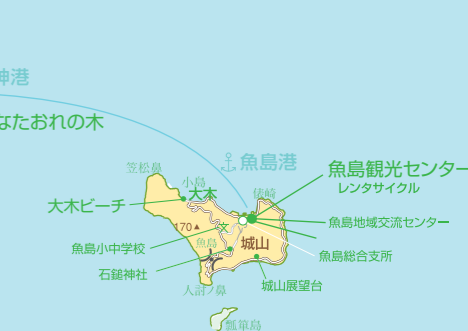 神港
なたおれの木
笠松鼻
魚島港
魚島観光センター
レンタサイクル
小島
大木
俵崎
大木ビーチ
170
魚島地域交流センター
魚島
城山
魚島小中学校
魚島総合支所
石鎚神社
城山展望台
人討ノ鼻
瓢箪島